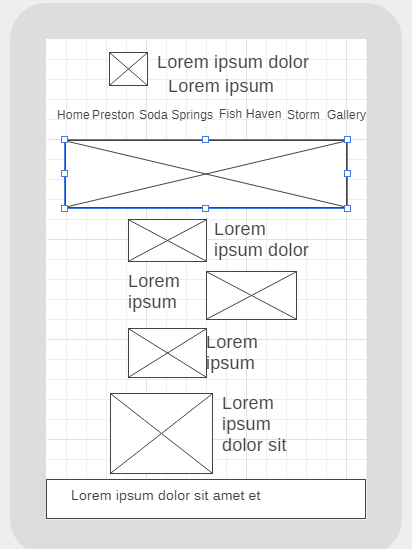 Lorem ipsum dolor
Lorem ipsum
Home Preston Soda Springs Fish Haven Storm Gallery
Lorem
ipsum dolor
Lorem
ipsum
Lorem
ipsum
Lorem
ipsum
dolor sit
Lorem ipsum dolor sit amet et